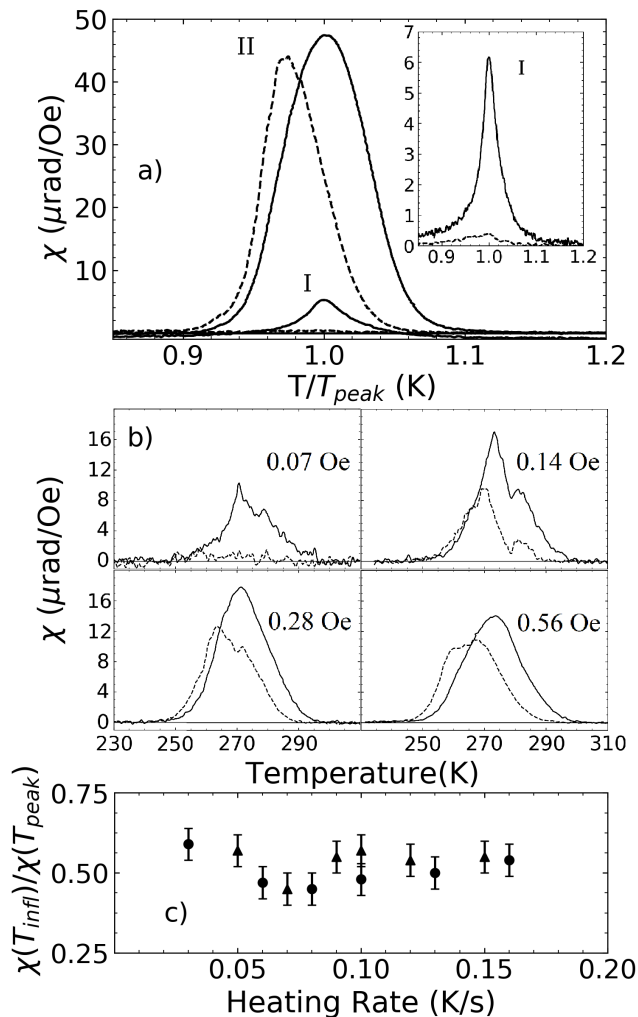 50
40
30
20
10
χ (μrad/Oe)
a)
II
I
0.9
1.0
1.1
1.2
T/T_peak (K)
7
6
5
4
3
2
1
0
I
0.9
1.0
1.1
1.2
b)
16
12
8
4
0
0.07 Oe
0.14 Oe
16
12
8
4
0
0.28 Oe
0.56 Oe
χ (μrad/Oe)
230
250
270
290
250
270
290
310
Temperature(K)
0.75
0.50
0.25
χ(T_infl)/χ(T_peak)
c)
0.05
0.10
0.15
0.20
Heating Rate (K/s)